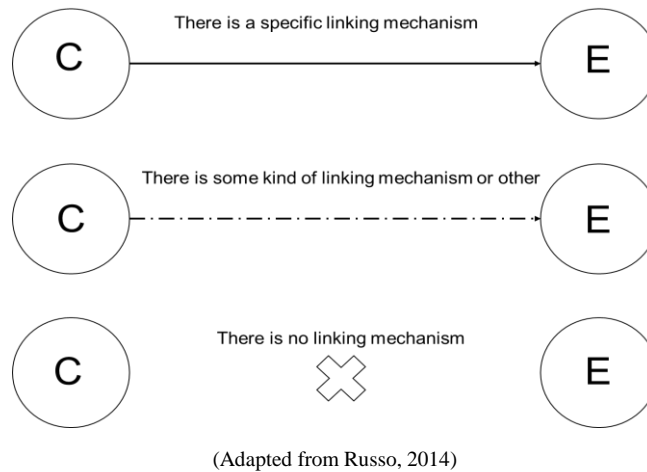 There is a specific linking mechanism
C E
There is some kind of linking mechanism or other
C E
There is no linking mechanism
C E
(Adapted from Russo, 2014)